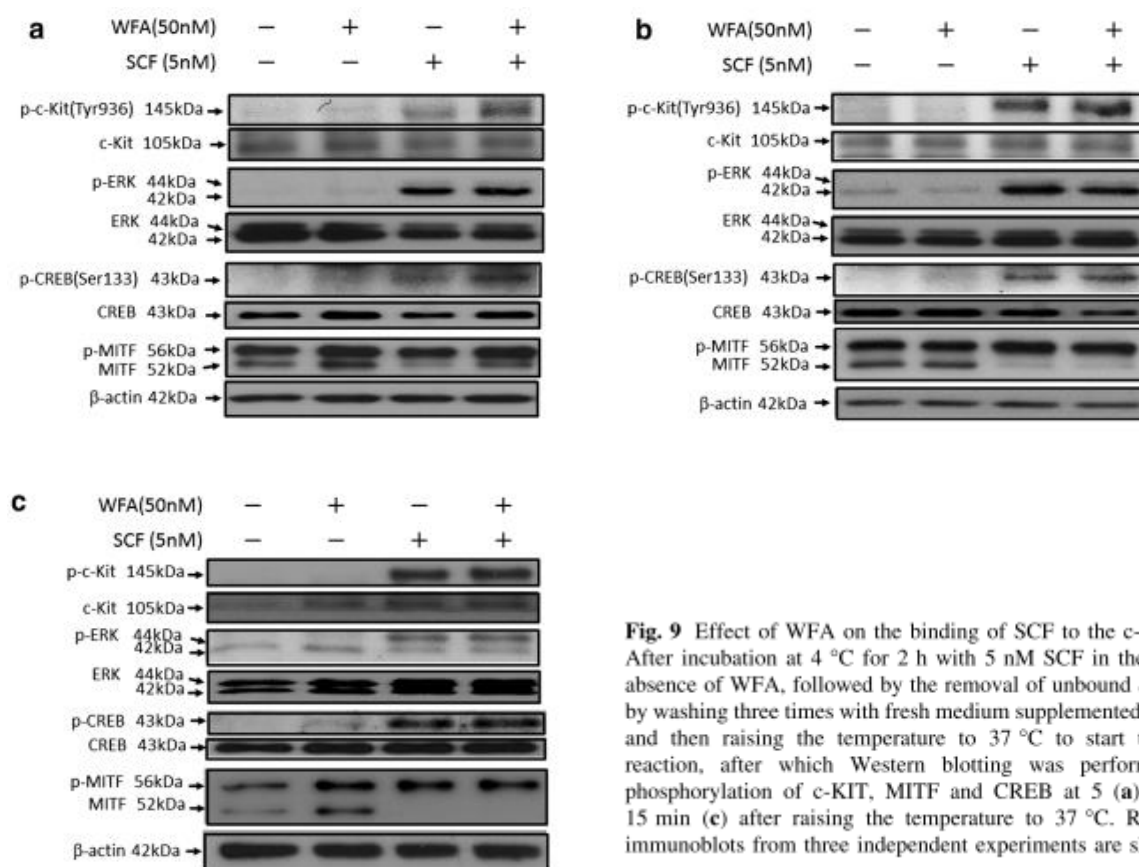 a
WFA(50nM) − + − +
SCF (5nM) − − + +
p-c-Kit(Tyr936) 145kDa
c-Kit 105kDa
p-ERK 44kDa
42kDa
ERK 44kDa
42kDa
p-CREB(Ser133) 43kDa
CREB 43kDa
p-MITF 56kDa
MITF 52kDa
β-actin 42kDa
b
WFA(50nM) − + − +
SCF (5nM) − − + +
p-c-Kit(Tyr936) 145kDa
c-Kit 105kDa
p-ERK 44kDa
42kDa
ERK 44kDa
42kDa
p-CREB(Ser133) 43kDa
CREB 43kDa
p-MITF 56kDa
MITF 52kDa
β-actin 42kDa
c
WFA(50nM) − + − +
SCF (5nM) − − + +
p-c-Kit 145kDa
c-Kit 105kDa
p-ERK 44kDa
42kDa
ERK 44kDa
42kDa
p-CREB 43kDa
CREB 43kDa
p-MITF 56kDa
MITF 52kDa
β-actin 42kDa
Fig. 9 Effect of WFA on the binding of SCF to the c-
After incubation at 4 °C for 2 h with 5 nM SCF in the
absence of WFA, followed by the removal of unbound
by washing three times with fresh medium supplemented
and then raising the temperature to 37 °C to start
reaction, after which Western blotting was
phosphorylation of c-KIT, MITF and CREB at 5 (a)
15 min (c) after raising the temperature to 37 °C.
immunoblots from three independent experiments are